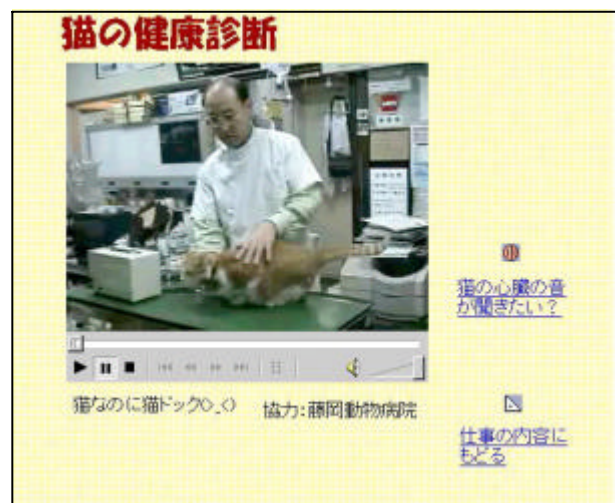 猫の健康診断
猫の心臓の音
が聞きたい？
猫なのに猫ドック()_()
協力：藤岡動物病院
仕事の内容に
もどる